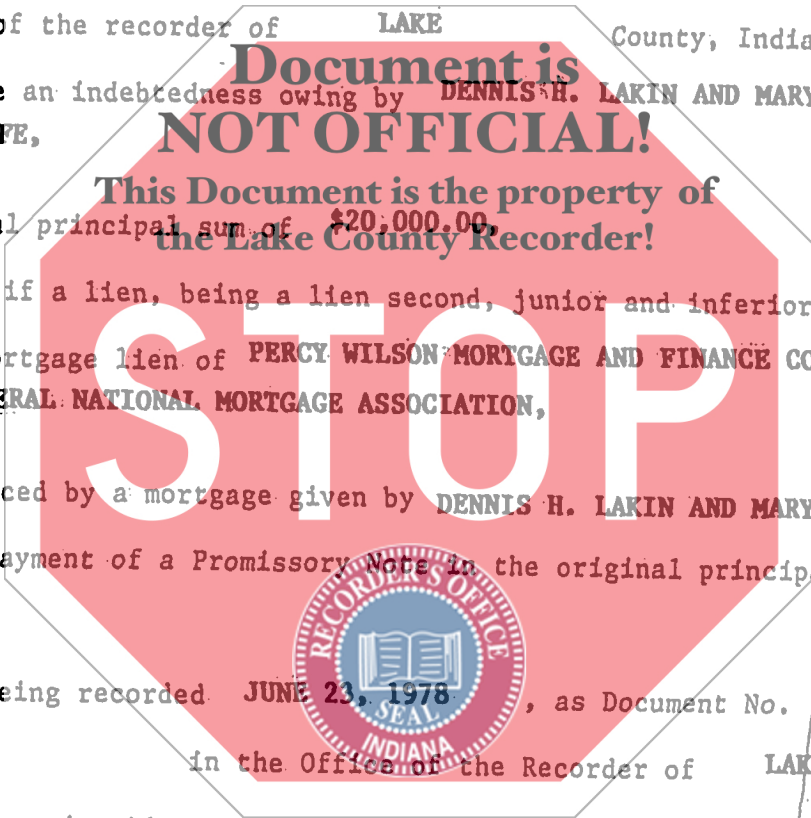 of the recorder of LAKE County, India
Document is
e an indebtedness owing by DENNIS H. LAKIN AND MARY
FE,
NOT OFFICIAL!
This Document is the property of
al principal sum of $20,000.00,
the Lake County Recorder!
if a lien, being a lien second, junior and inferior
rtgage lien of PERCY WILSON MORTGAGE AND FINANCE CO
ERAL NATIONAL MORTGAGE ASSOCIATION,
STOP
ced by a mortgage given by DENNIS H. LAKIN AND MARY
ayment of a Promissory Note in the original princip
RECORDER'S OFFICE
eing recorded JUNE 23, 1978 , as Document No.
SEAL
INDIANA
in the Office of the Recorder of LAK